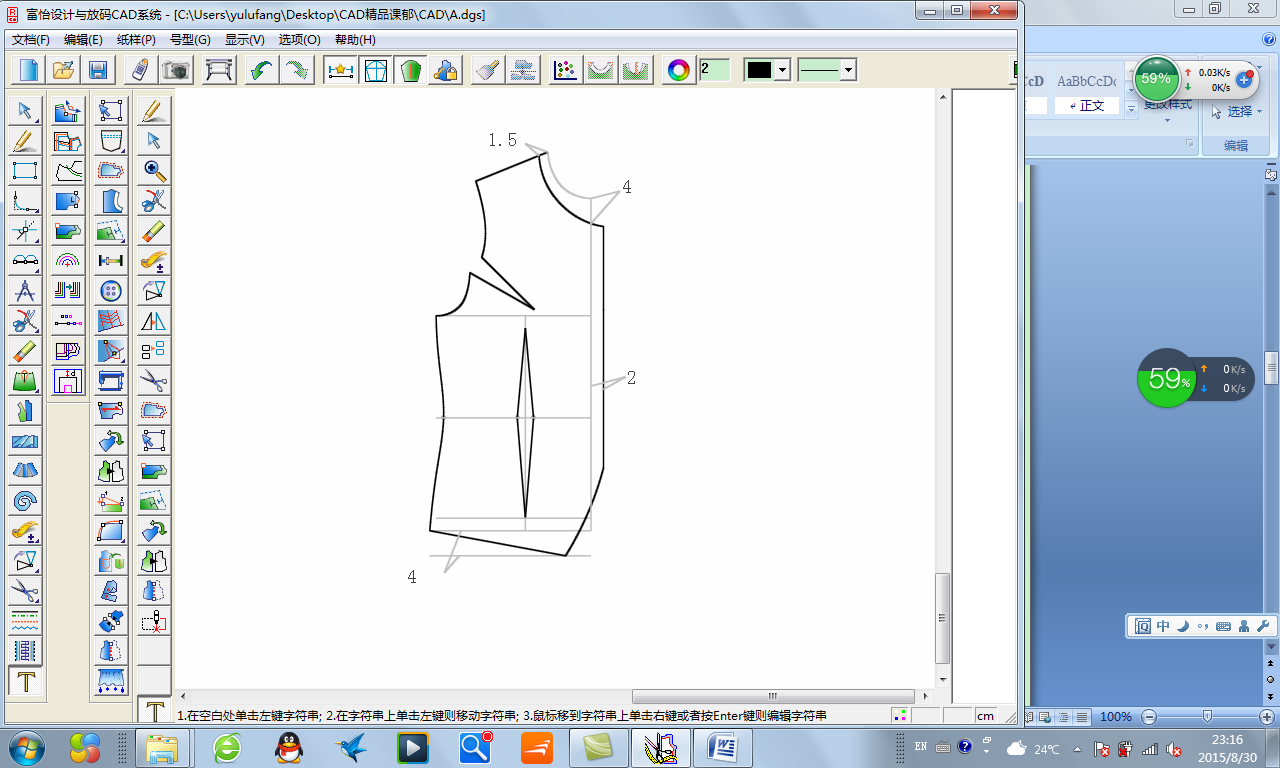 富怡设计与放码CAD系统 - [C:\Users\yulufang\Desktop\CAD精品课郁\CAD\A.dgs]
文档(F) 编辑(E) 纸样(P) 号型(G) 显示(V) 选项(O) 帮助(H)
2
AaBbCcDc
正文
更改样式
选择
编辑
59%
0.03K/s
0K/s
1.5
4
2
4
59%
0K/s
0K/s
中
T
T
1.在空白处单击左键字符串; 2.在字符串上单击左键则移动字符串; 3.鼠标移到字符串上单击右键或者按Enter键则编辑字符串
cm
100%
EN
24℃
23:16
2015/8/30